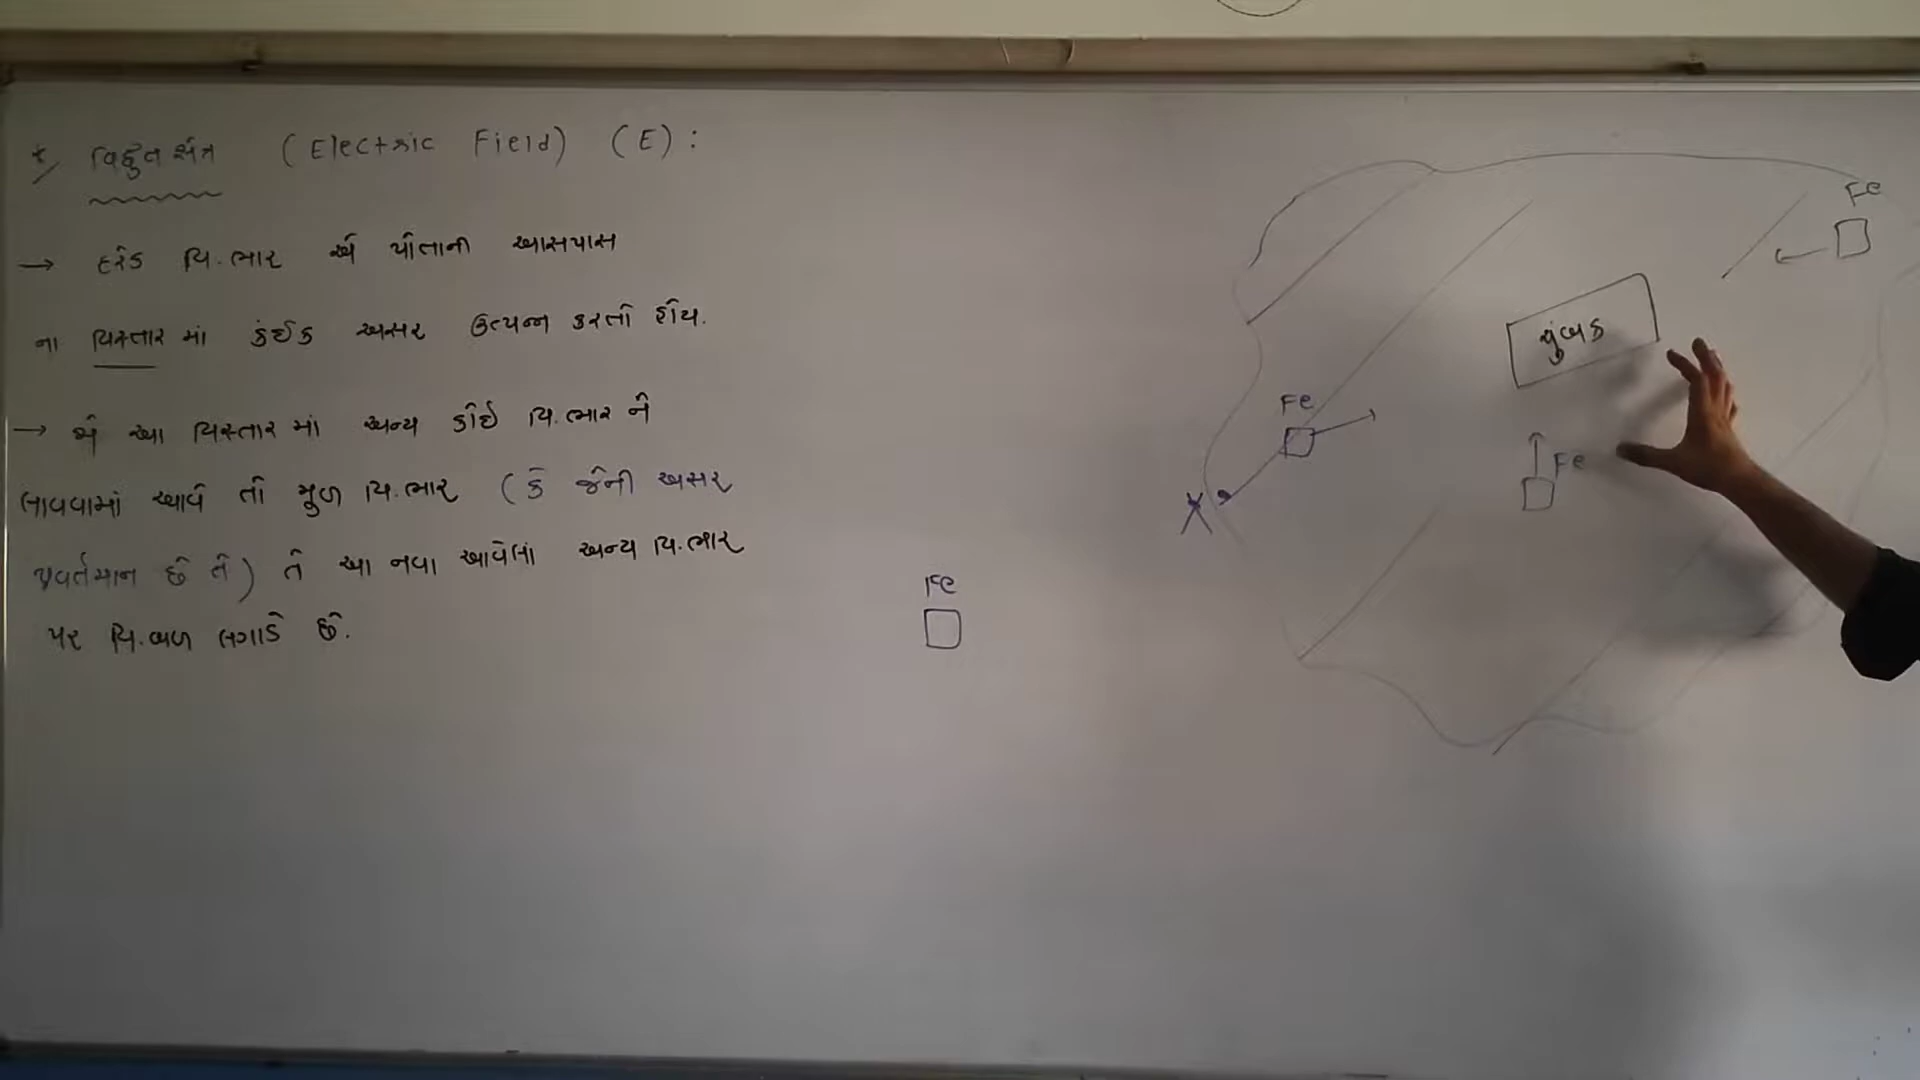 * વિદ્યુત ક્ષેત્ર (Electric Field) (E) :
→ દરેક વિ.ભાર એ પોતાની આસપાસ
ના વિસ્તાર માં કંઈક અસર ઉત્પન્ન કરતો હોય.
→ જો આ વિસ્તાર માં અન્ય કોઈ વિ.ભાર ને
લાવવામાં આવે તો મુળ વિ.ભાર (કે જેની અસર
પ્રવર્તમાન છે તે) તે આ નવા આવેલાં અન્ય વિ.ભાર
પર વિ.બળ લગાડે છે.
Fe
ચુંબક
Fe
Fe
X
Fe